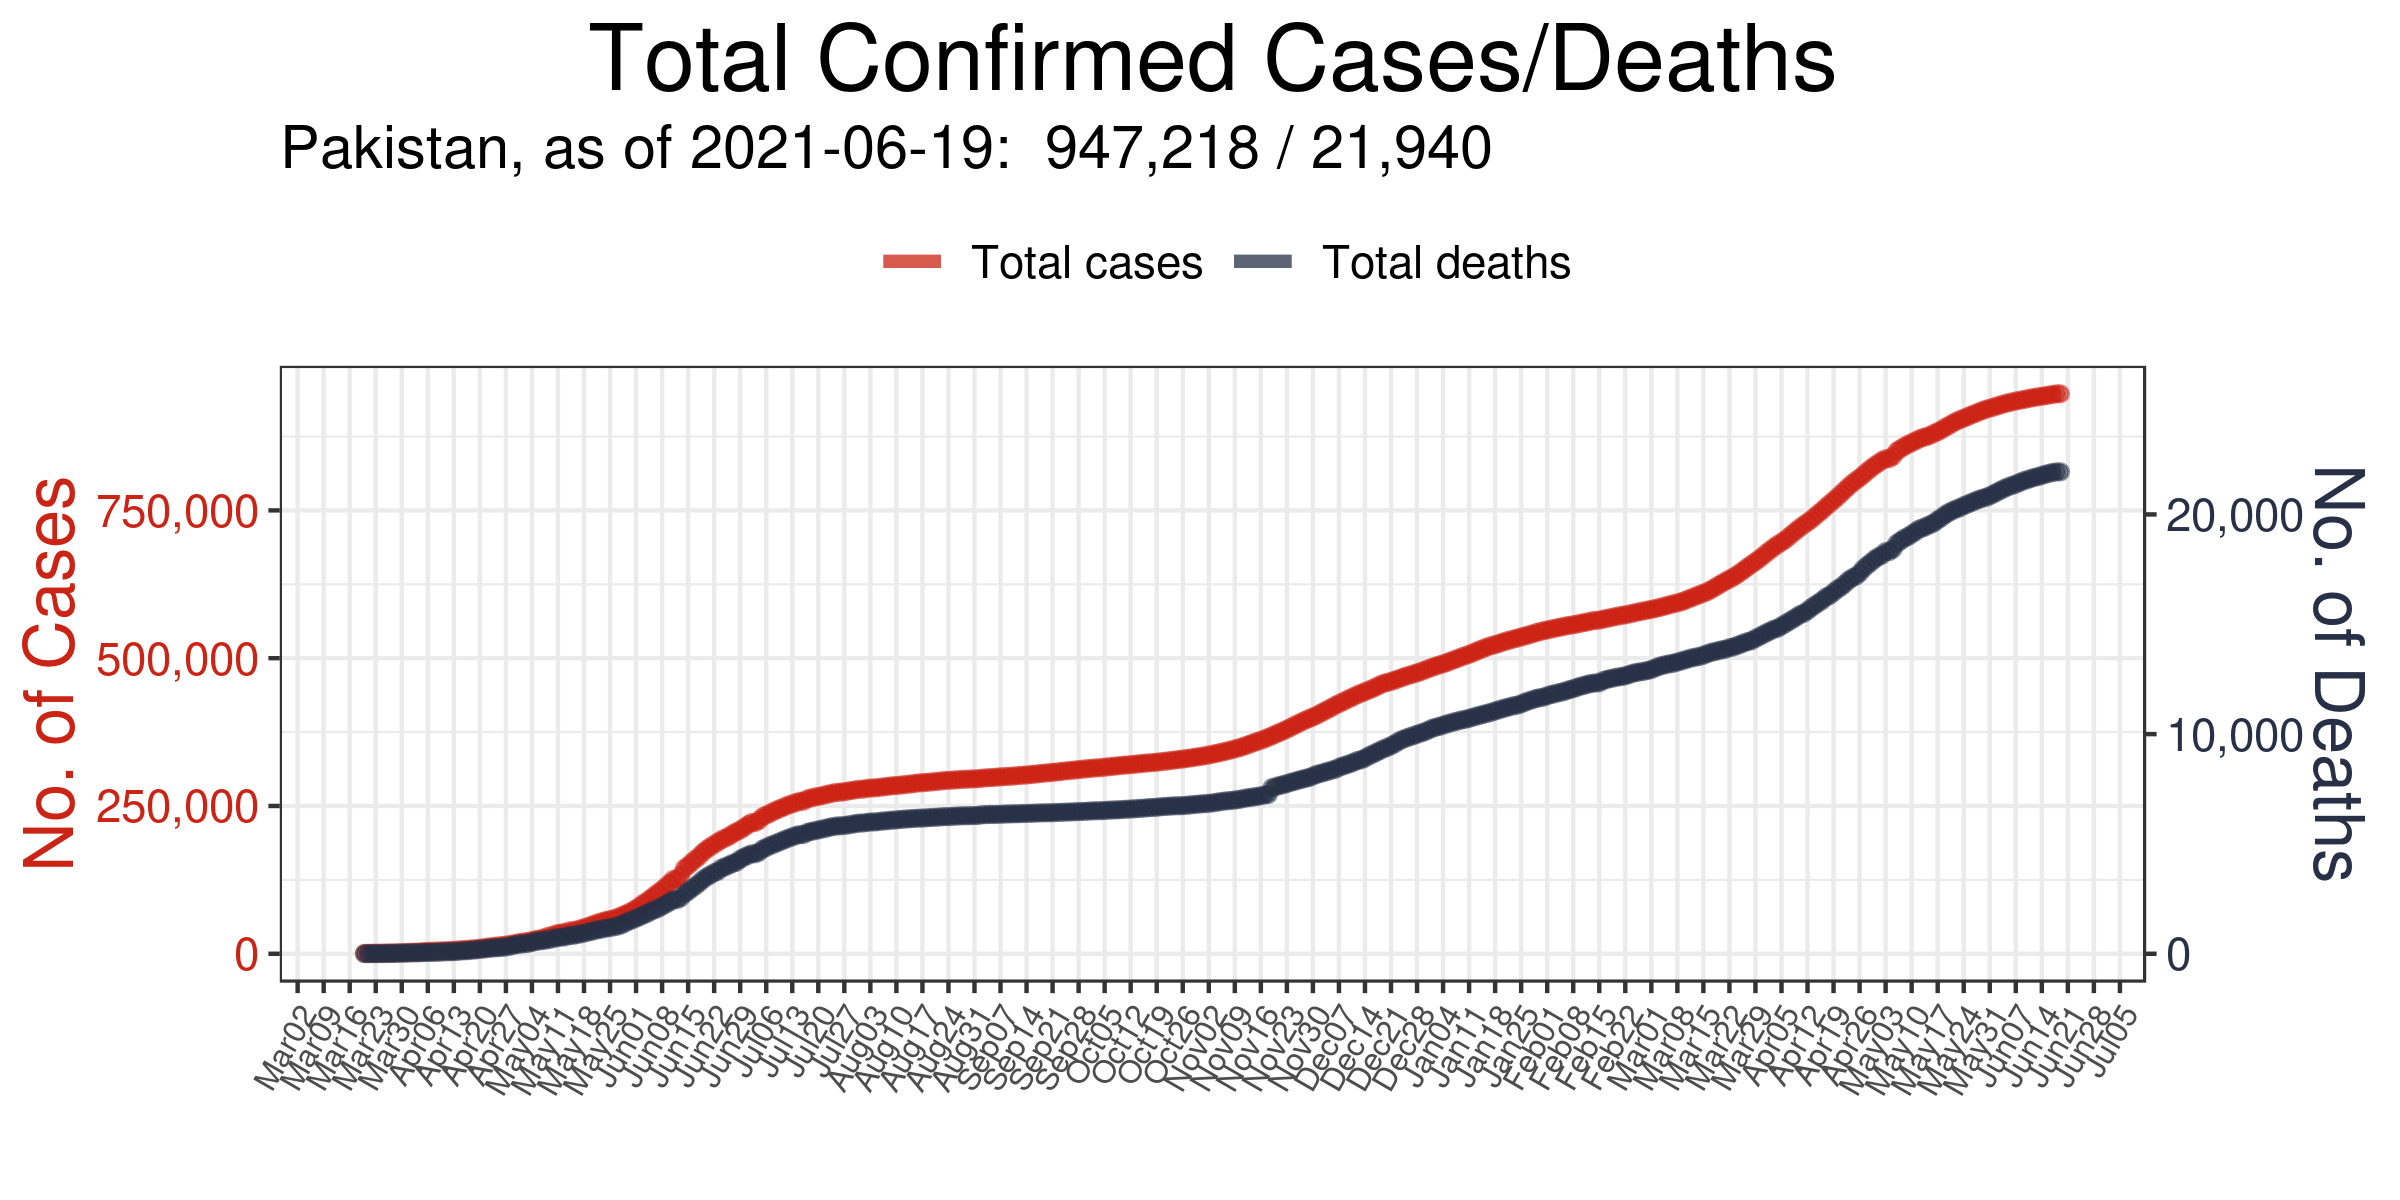 Total Confirmed Cases/Deaths
Pakistan, as of 2021-06-19:  947,218 / 21,940
Total cases
Total deaths
No. of Cases
750,000
500,000
250,000
0
20,000
10,000
0
No. of Deaths
Mar02
Mar09
Mar16
Mar23
Mar30
Apr06
Apr13
Apr20
Apr27
May04
May11
May18
May25
Jun01
Jun08
Jun15
Jun22
Jun29
Jul06
Jul13
Jul20
Jul27
Aug03
Aug10
Aug17
Aug24
Aug31
Sep07
Sep14
Sep21
Sep28
Oct05
Oct12
Oct19
Oct26
Nov02
Nov09
Nov16
Nov23
Nov30
Dec07
Dec14
Dec21
Dec28
Jan04
Jan11
Jan18
Jan25
Feb01
Feb08
Feb15
Feb22
Mar01
Mar08
Mar15
Mar22
Mar29
Apr05
Apr12
Apr19
Apr26
May03
May10
May17
May24
May31
Jun07
Jun14
Jun21
Jun28
Jul05